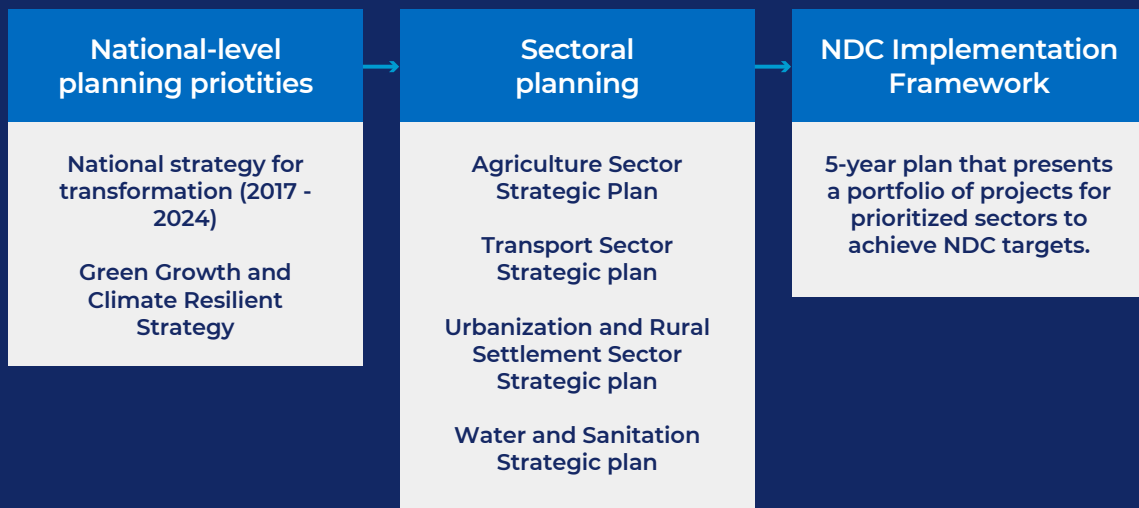 National-level
planning priotities
National strategy for
transformation (2017 -
2024)
Green Growth and
Climate Resilient
Strategy
Sectoral
planning
Agriculture Sector
Strategic Plan
Transport Sector
Strategic plan
Urbanization and Rural
Settlement Sector
Strategic plan
Water and Sanitation
Strategic plan
NDC Implementation
Framework
5-year plan that presents
a portfolio of projects for
prioritized sectors to
achieve NDC targets.